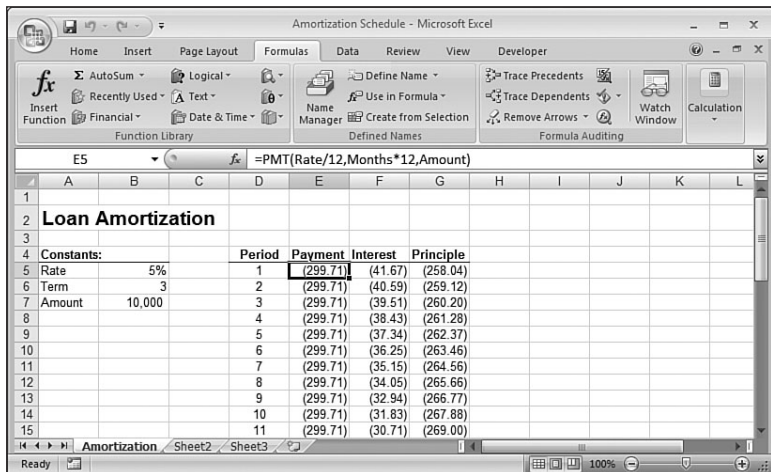 Amortization Schedule - Microsoft Excel
Home Insert Page Layout Formulas Data Review View Developer
Insert Function
Σ AutoSum
Recently Used
Financial
Logical
Text
Date & Time
Function Library
Name Manager
Define Name
Use in Formula
Create from Selection
Defined Names
Trace Precedents
Trace Dependents
Remove Arrows
Formula Auditing
Watch Window
Calculation
E5 fx =PMT(Rate/12,Months*12,Amount)
A B C D E F G H I J K L
1
2 Loan Amortization
3
4 Constants: Period Payment Interest Principle
5 Rate 5% 1 (299.71) (41.67) (258.04)
6 Term 3 2 (299.71) (40.59) (259.12)
7 Amount 10,000 3 (299.71) (39.51) (260.20)
8 4 (299.71) (38.43) (261.28)
9 5 (299.71) (37.34) (262.37)
10 6 (299.71) (36.25) (263.46)
11 7 (299.71) (35.15) (264.56)
12 8 (299.71) (34.05) (265.66)
13 9 (299.71) (32.94) (266.77)
14 10 (299.71) (31.83) (267.88)
15 11 (299.71) (30.71) (269.00)
Amortization Sheet2 Sheet3
Ready 100%